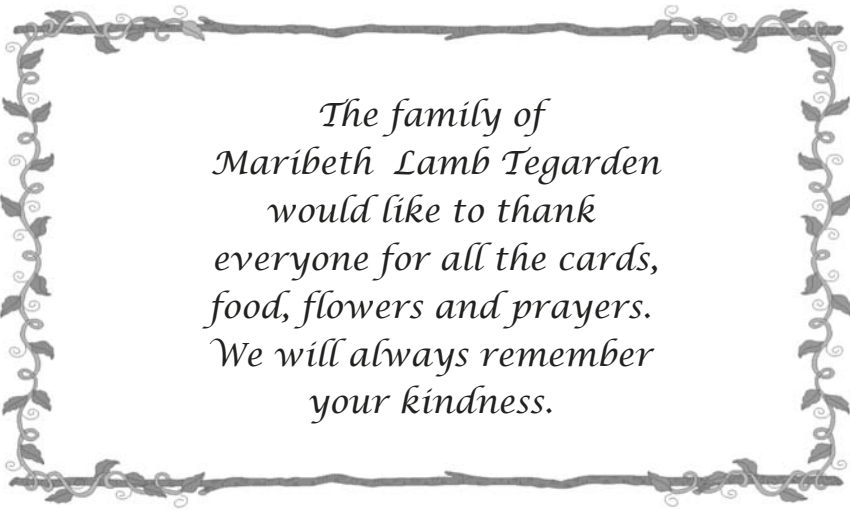 The family of
Maribeth Lamb Tegarden
would like to thank
everyone for all the cards,
food, flowers and prayers.
We will always remember
your kindness.